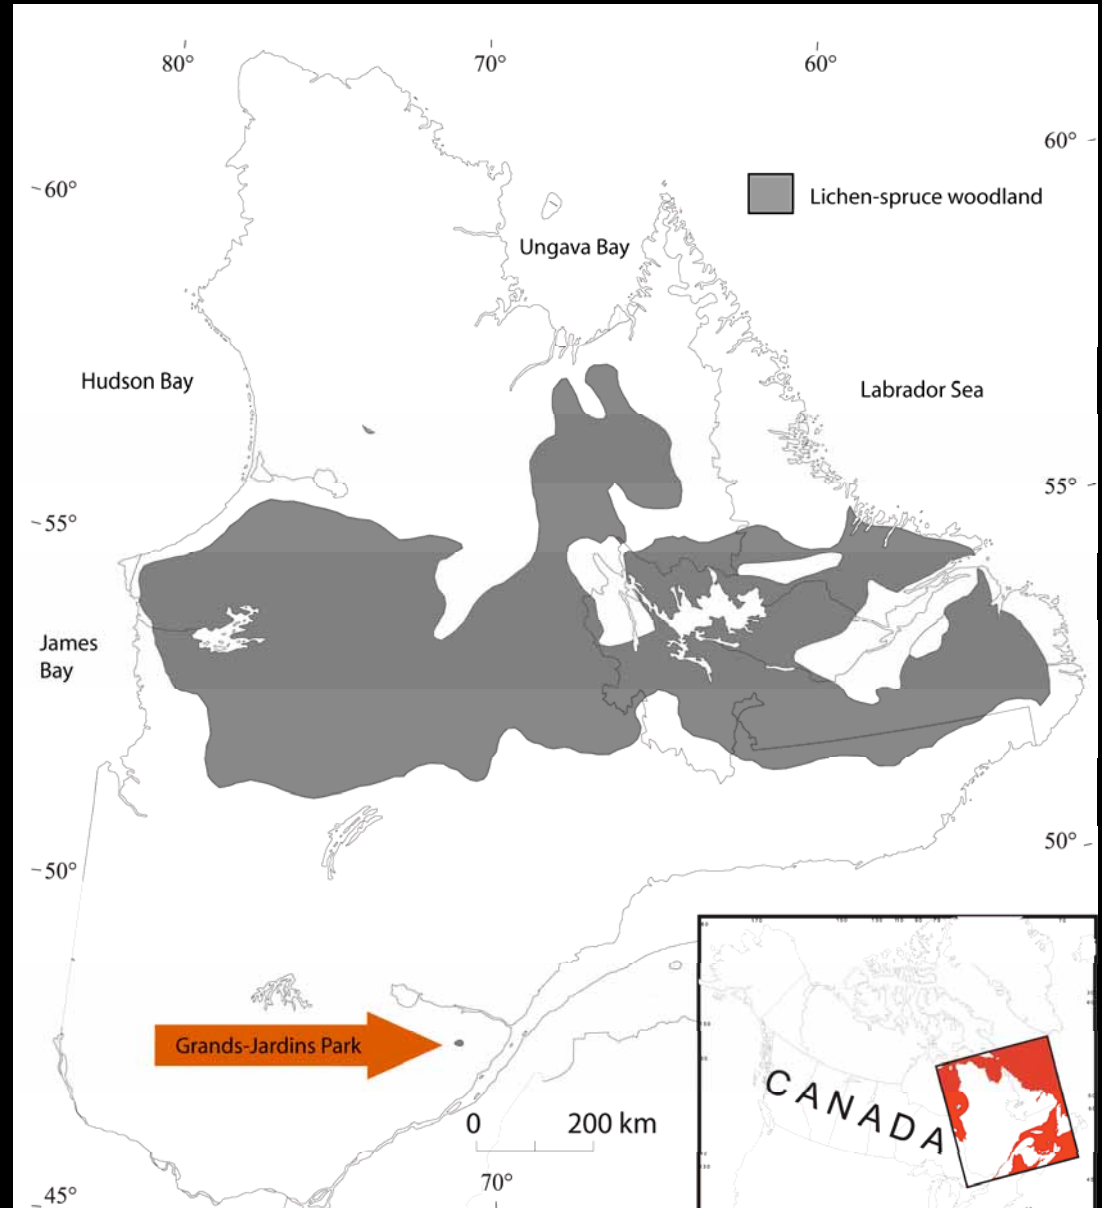 80°
70°
60°
60°
60°
Lichen-spruce woodland
Ungava Bay
Hudson Bay
Labrador Sea
55°
55°
James
Bay
50°
50°
Grands-Jardins Park
0
200 km
CANADA
70°
45°